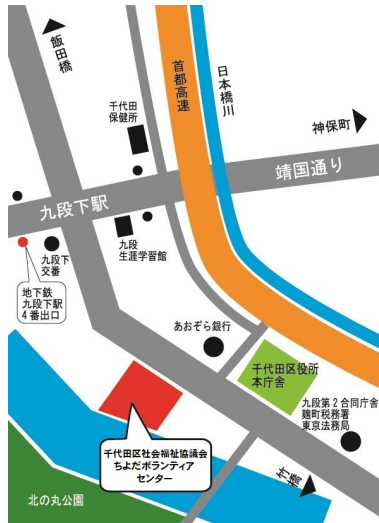 飯田橋
首都高速
日本橋川
千代田
保健所
神保町
靖国通り
九段下駅
九段
生涯学習館
九段下
交番
地下鉄
九段下駅
4番出口
あおぞら銀行
千代田区役所
本庁舎
九段第2合同庁舎
麹町税務署
東京法務局
千代田区社会福祉協議会
ちよだボランティア
センター
竹橋
北の丸公園